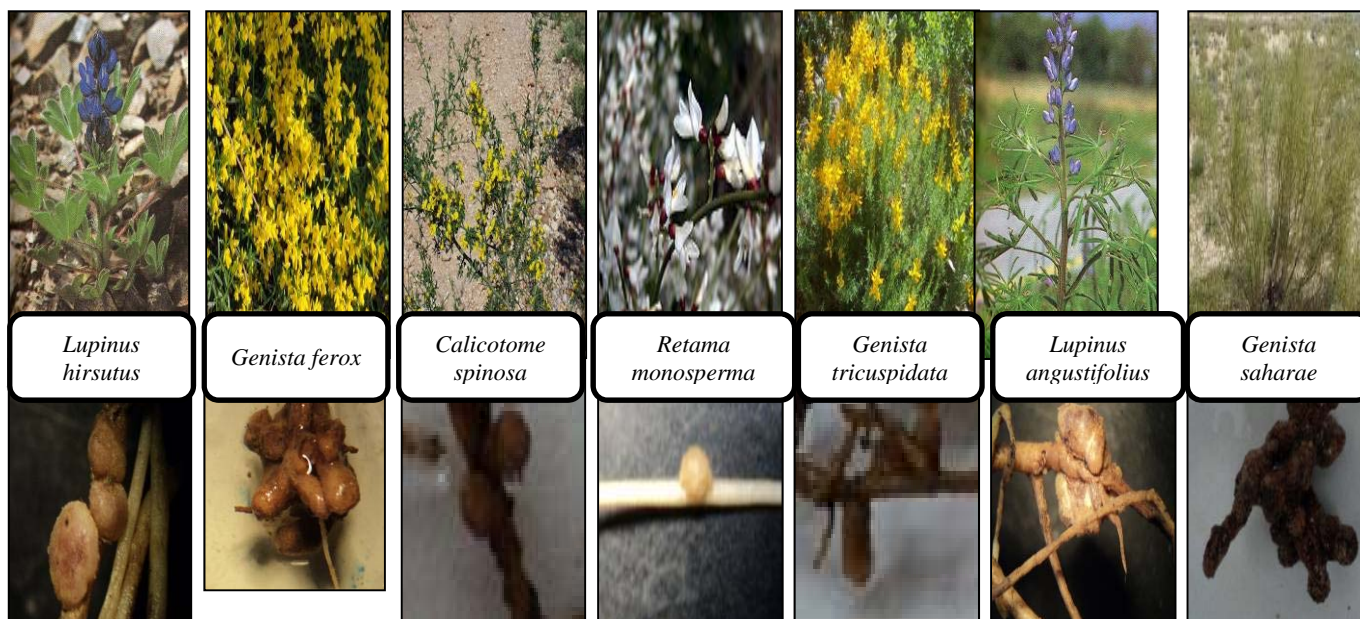 Lupinus
hirsutus
Genista ferox
Calicotome
spinosa
Retama
monosperma
Genista
tricuspidata
Lupinus
angustifolius
Genista
saharae